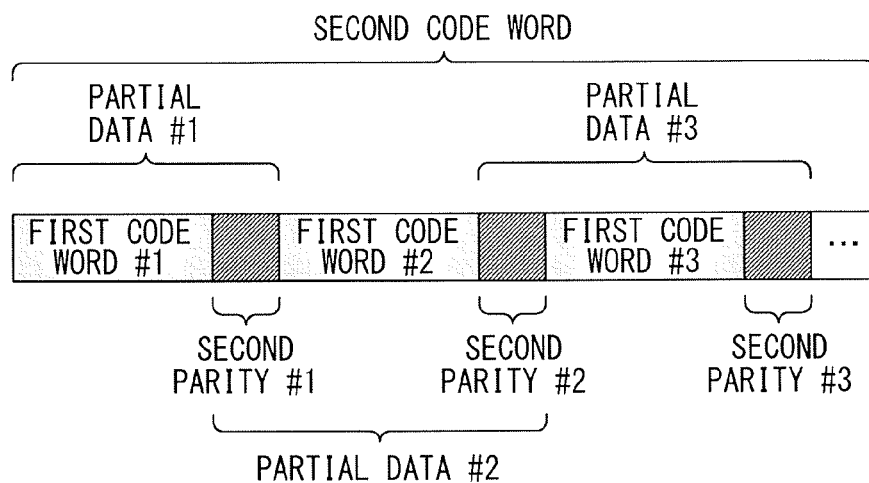 SECOND CODE WORD
PARTIAL
DATA #1
PARTIAL
DATA #3
FIRST CODE
WORD #1
FIRST CODE
WORD #2
FIRST CODE
WORD #3
...
SECOND
PARITY #1
SECOND
PARITY #2
SECOND
PARITY #3
PARTIAL DATA #2